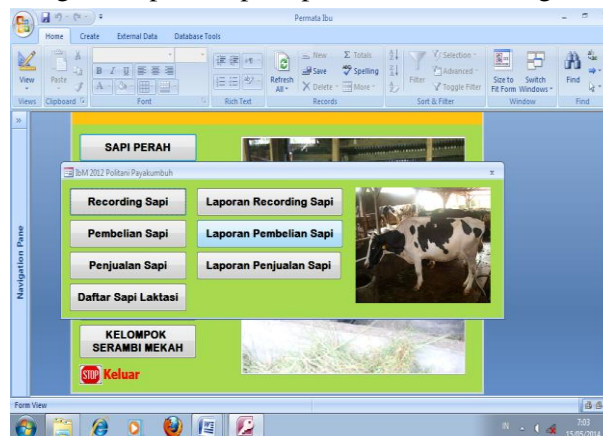 Permata Ibu
Home Create External Data Database Tools
View Paste Refresh All New Save Delete Totals Spelling More Filter Selection Advanced Toggle Filter Size to Fit Form Switch Windows Find
Views Clipboard Font Rich Text Records Sort & Filter Window Find
SAPI PERAH
IbM 2012 Politani Payakumbuh
Recording Sapi Laporan Recording Sapi
Pembelian Sapi Laporan Pembelian Sapi
Penjualan Sapi Laporan Penjualan Sapi
Daftar Sapi Laktasi
Navigation Pane
KELOMPOK
SERAMBI MEKAH
STOP Keluar
Form View
IN 7:03
15/05/2014